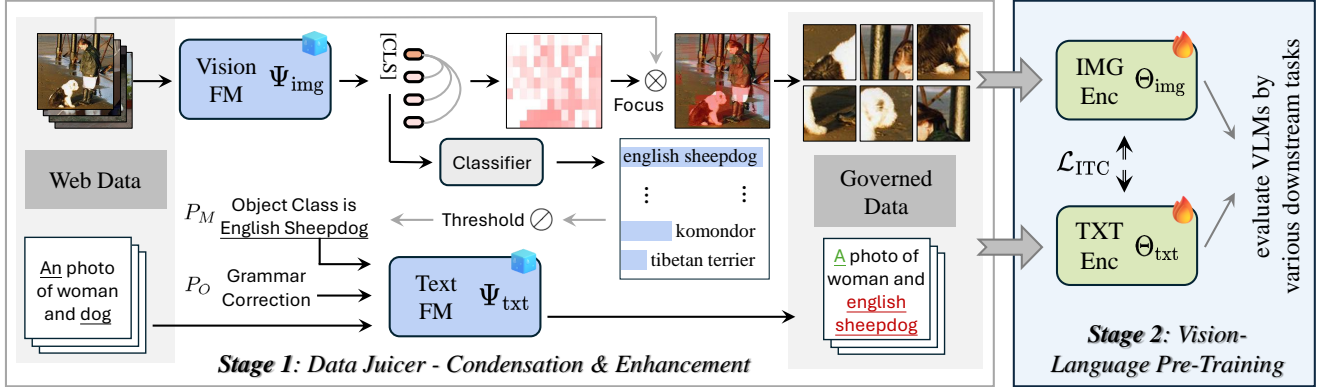 Vision
FM
Ψimg
[CLS]
Focus
IMG
Enc
Θimg
Web Data
Classifier
english sheepdog
⋮
⋮
komondor
tibetan terrier
Governed
Data
L_ITC
PM
Object Class is
English Sheepdog
Threshold
PO
Grammar
Correction
Text
FM
Ψtxt
An photo
of woman
and dog
A photo of
woman and
english
sheepdog
TXT
Enc
Θtxt
evaluate VLMs by
various downstream tasks
Stage 1: Data Juicer - Condensation & Enhancement
Stage 2: Vision-
Language Pre-Training